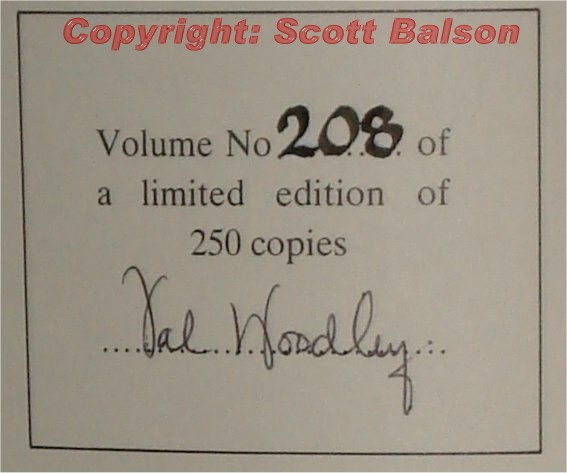 Copyright: Scott Balson
Volume No 208 of
a limited edition of
250 copies
Val Woodley